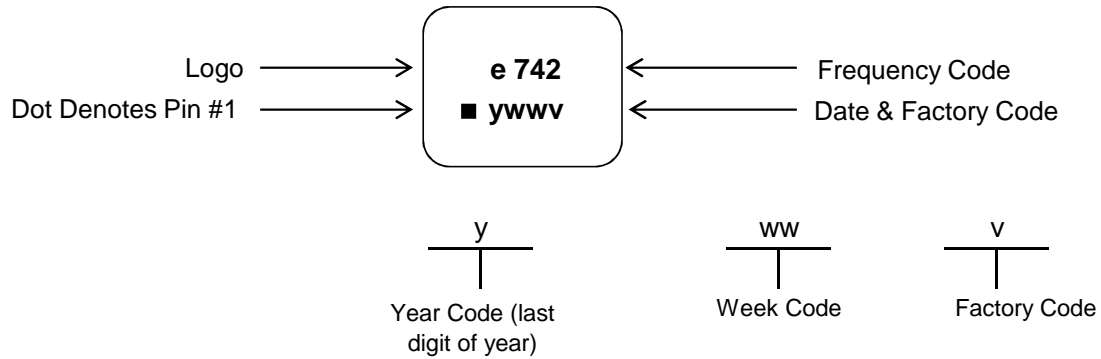 Logo
e 742
Frequency Code
Dot Denotes Pin #1
■ ywwv
Date & Factory Code
y
ww
v
Year Code (last
digit of year)
Week Code
Factory Code